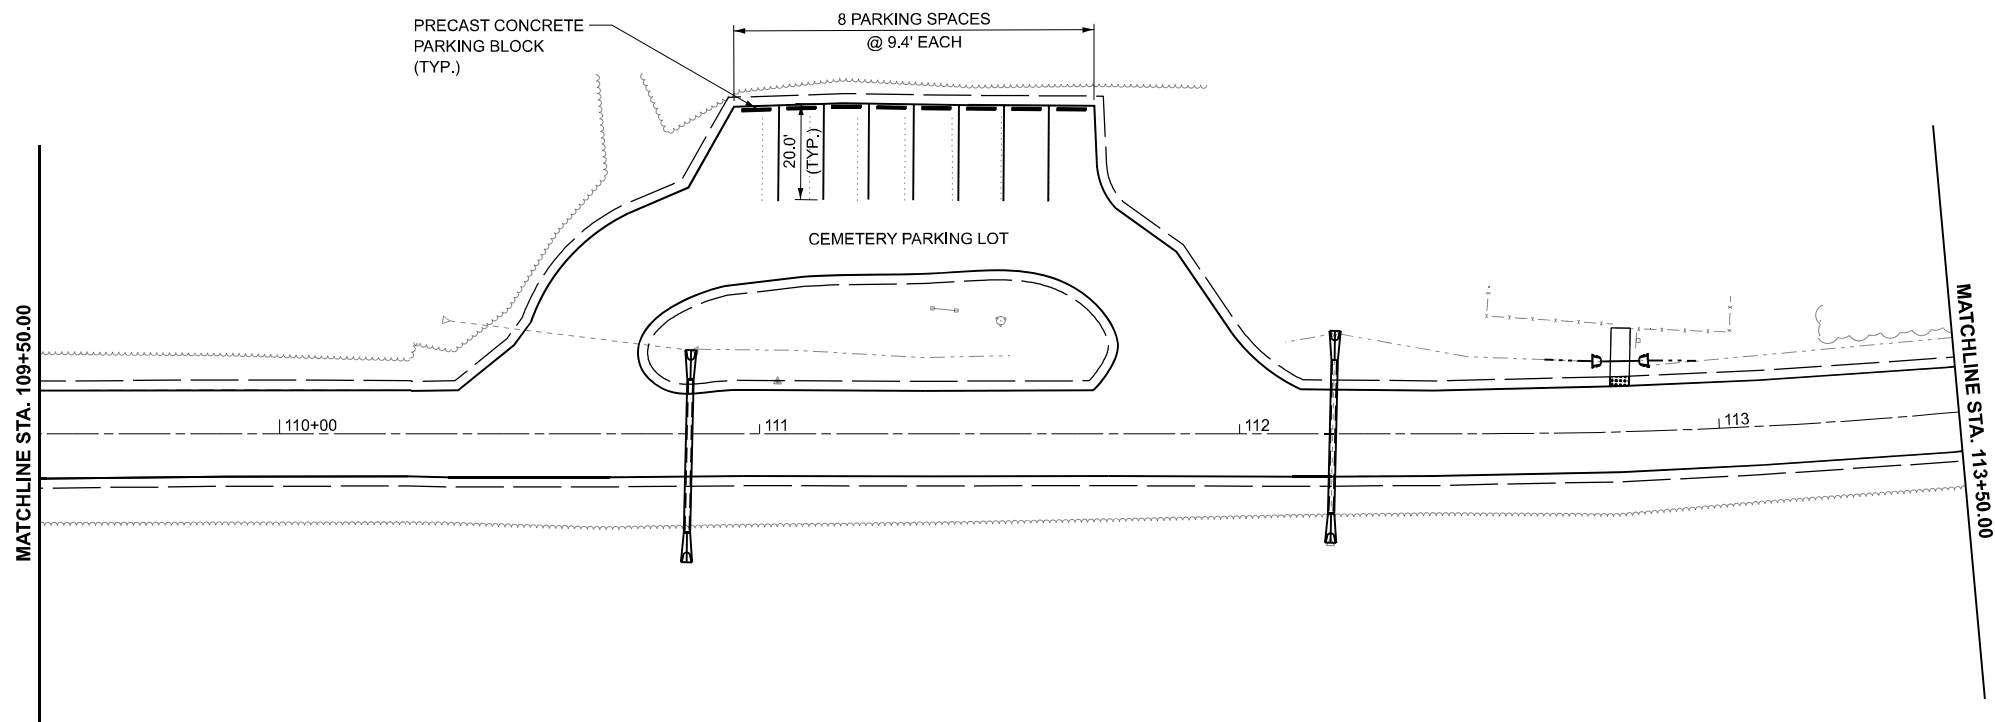 PRECAST CONCRETE
PARKING BLOCK
(TYP.)
8 PARKING SPACES
@ 9.4' EACH
20.0'
(TYP.)
CEMETERY PARKING LOT
MATCHLINE STA. 109+50.00
110+00
111
112
113
MATCHLINE STA. 113+50.00